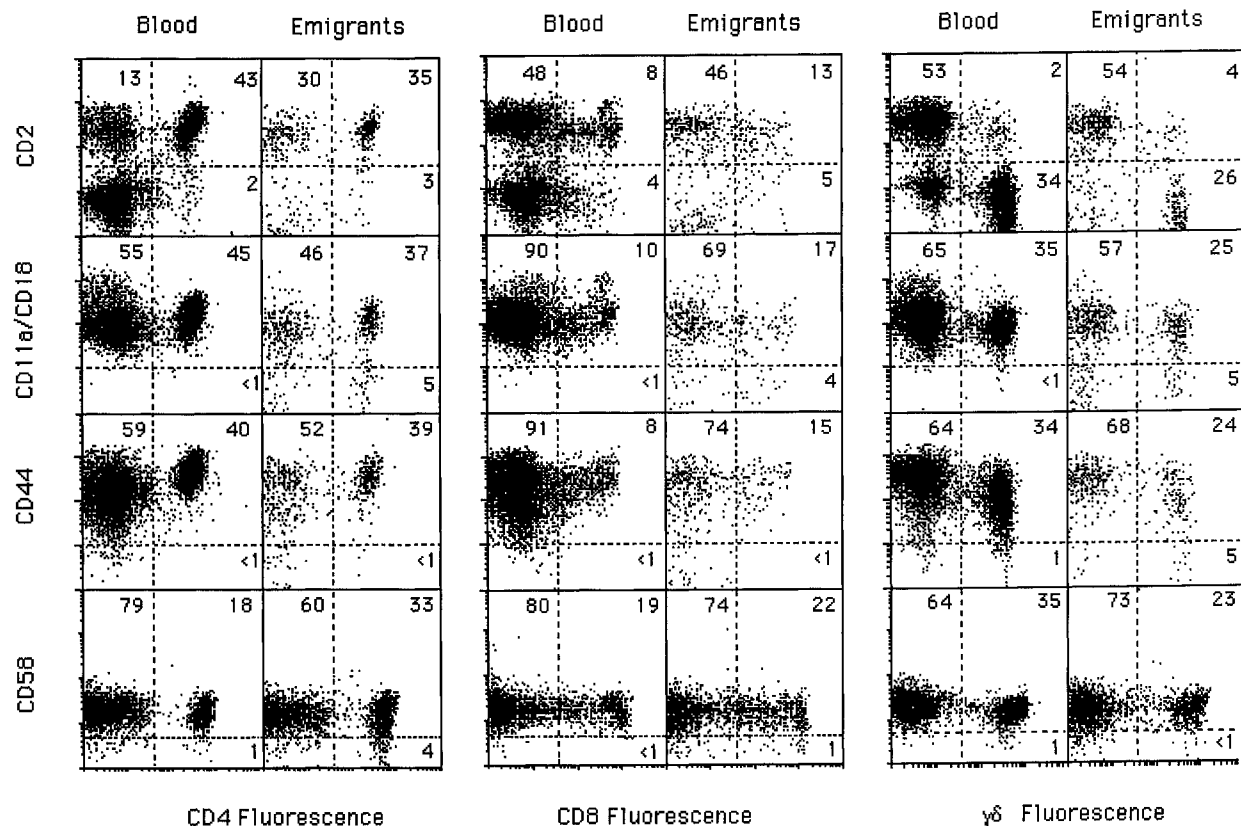 Blood Emigrants Blood Emigrants Blood Emigrants
CD2
13 43 30 35 48 8 46 13 53 2 54 4
2 3 4 5 34 26
CD11a/CD18
55 45 46 37 90 10 69 17 65 35 57 25
<1 5 <1 4 <1 5
CD44
59 40 52 39 91 8 74 15 64 34 68 24
<1 <1 <1 <1 1 5
CD58
79 18 60 33 80 19 74 22 64 35 73 23
1 4 <1 1 1 <1
CD4 Fluorescence CD8 Fluorescence γδ Fluorescence